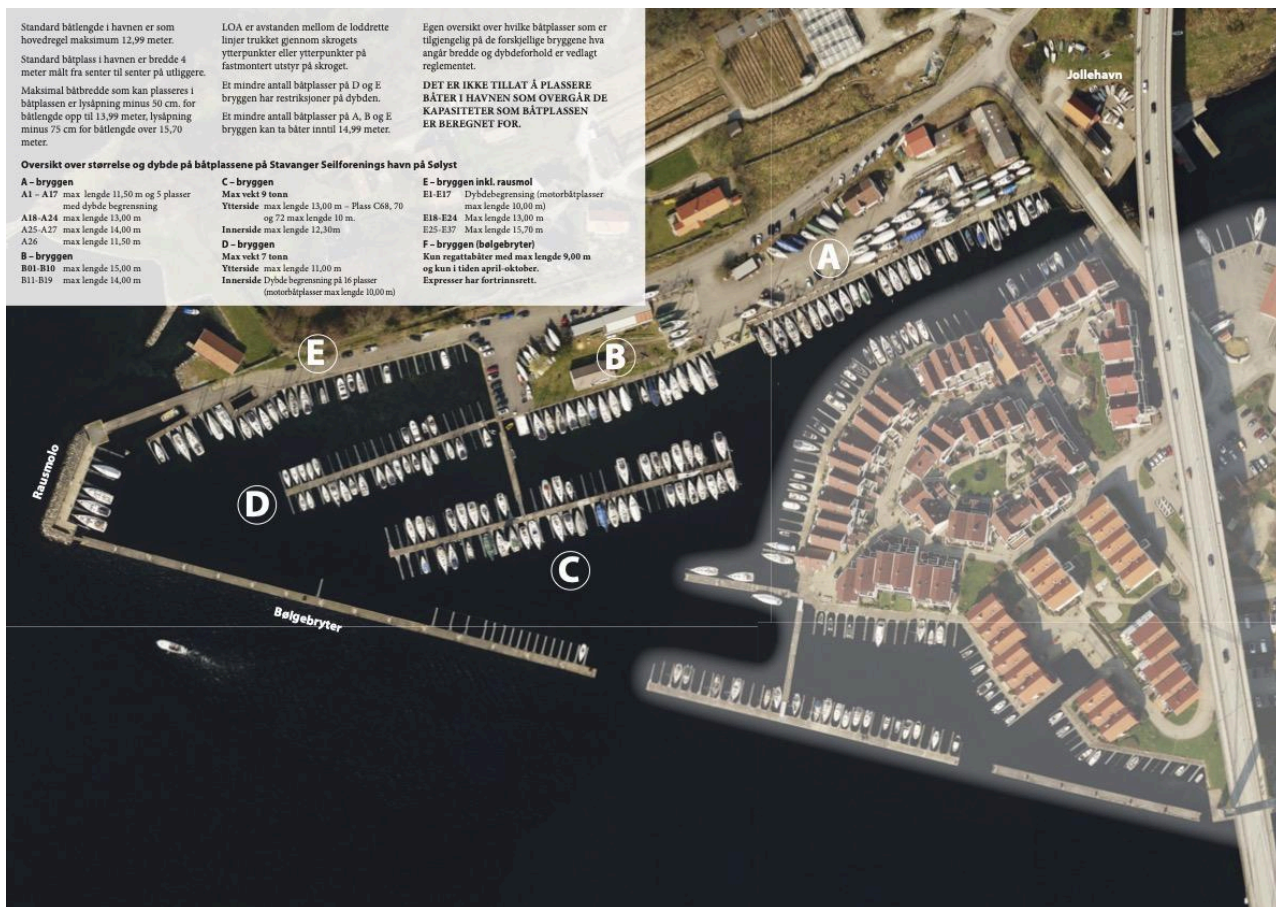 Standard båtlengde i havnen er som
hovedregel maksimum 12,99 meter.
Standard båtplass i havnen er bredde 4
meter målt fra senter til senter på utliggere.
Maksimal båtbredde som kan plasseres i
båtplassen er lysåpning minus 50 cm. for
båtlengde opp til 13,99 meter, lysåpning
minus 75 cm for båtlengde over 15,70
meter.
LOA er avstanden mellom de loddrette
linjer trukket gjennom skrogets
ytterpunkter eller ytterpunkter på
fastmontert utstyr på skroget.
Et mindre antall båtplasser på D og E
bryggen har restriksjoner på dybden.
Et mindre antall båtplasser på A, B og E
bryggen kan ta båter inntil 14,99 meter.
Egen oversikt over hvilke båtplasser som er
tilgjengelig på de forskjellige bryggene hva
angår bredde og dybdeforhold er vedlagt
reglementet.
DET ER IKKE TILLAT Å PLASSERE
BÅTER I HAVNEN SOM OVERGÅR DE
KAPASITETER SOM BÅTPLASSEN
ER BEREGNET FOR.
Oversikt over størrelse og dybde på båtplassene på Stavanger Seilforenings havn på Sølyst
A – bryggen
A1 – A17 max lengde 11,50 m og 5 plasser
med dybde begrensning
A18-A24 max lengde 13,00 m
A25-A27 max lengde 14,00 m
A26 max lengde 11,50 m
B – bryggen
B01-B10 max lengde 15,00 m
B11-B19 max lengde 14,00 m
C – bryggen
Max vekt 9 tonn
Ytterside max lengde 13,00 m – Plass C68, 70
og 72 max lengde 10 m.
Innerside max lengde 12,30m
D – bryggen
Max vekt 7 tonn
Ytterside max lengde 11,00 m
Innerside Dybde begrensning på 16 plasser
(motorbåtplasser max lengde 10,00 m)
E – bryggen inkl. rausmol
E1-E17 Dybdebegrensing (motorbåtplasser
max lengde 10,00 m)
E18-E24 Max lengde 13,00 m
E25-E37 Max lengde 15,70 m
F – bryggen (bølgebryter)
Kun regattabåter med max lengde 9,00 m
og kun i tiden april-oktober.
Expresser har fortrinnsrett.
Jollehavn
A
E
B
Rausmolo
D
C
Bølgebryter